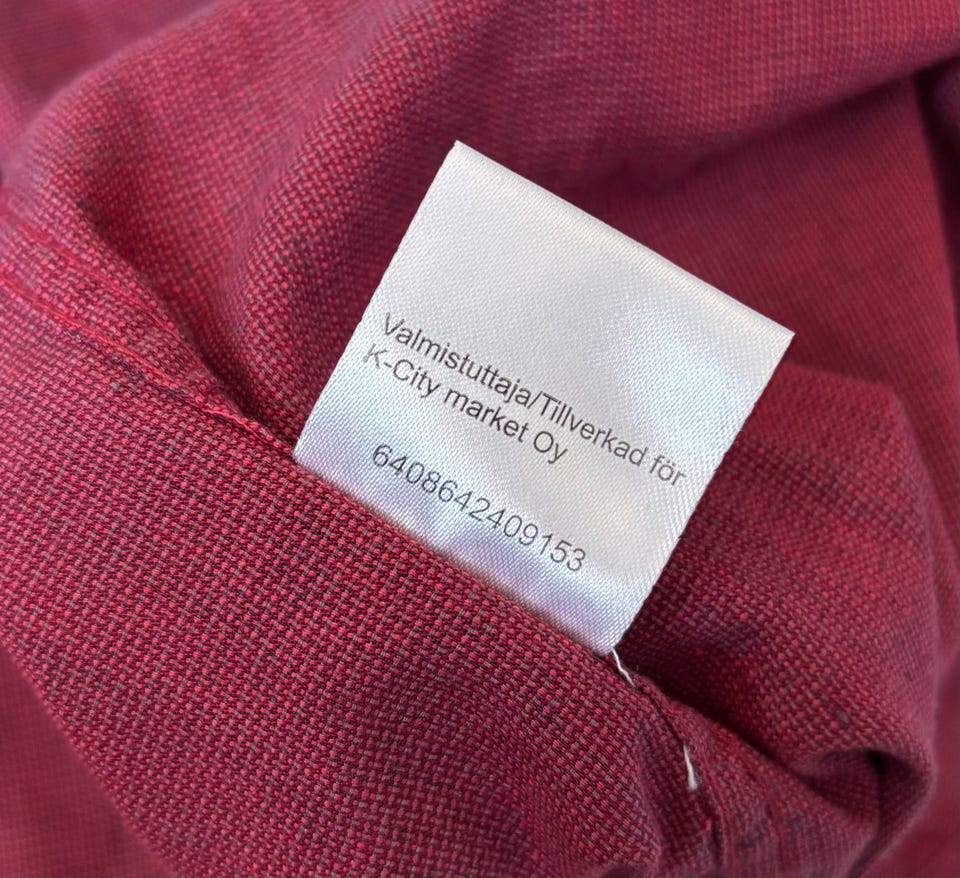 Valmistuttaja/Tillverkad för
K-City market Oy
6408642409153